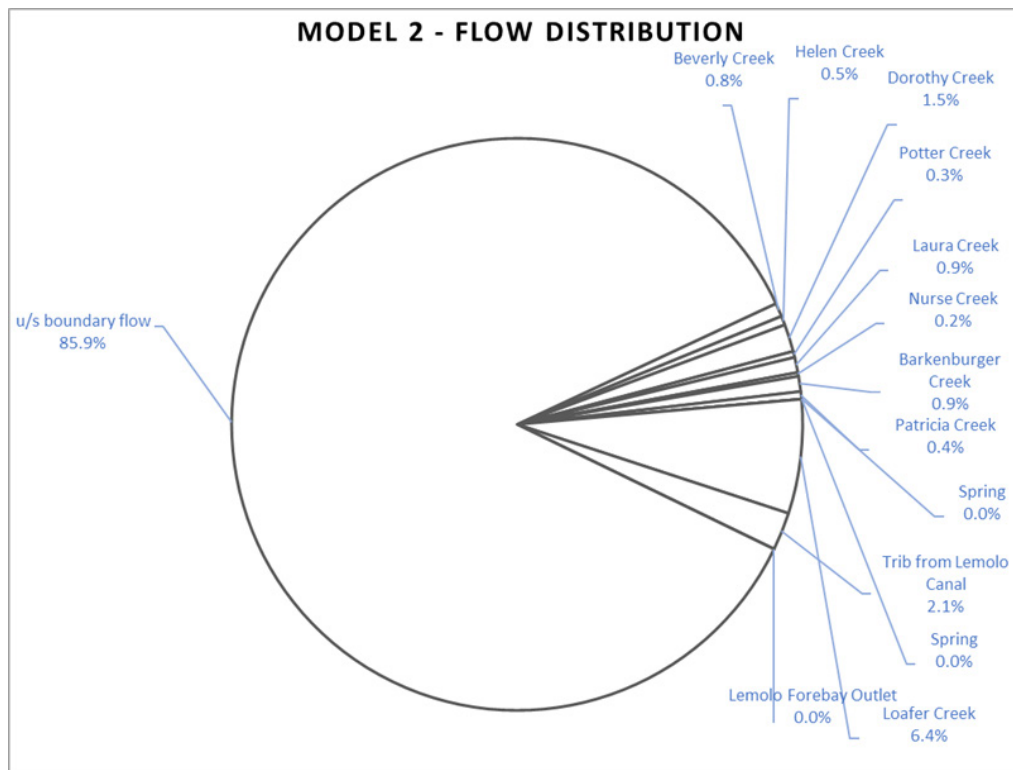 MODEL 2 - FLOW DISTRIBUTION
Beverly Creek
0.8%
Helen Creek
0.5%
Dorothy Creek
1.5%
Potter Creek
0.3%
Laura Creek
0.9%
Nurse Creek
0.2%
Barkenburger
Creek
0.9%
Patricia Creek
0.4%
Spring
0.0%
Trib from Lemolo
Canal
2.1%
Spring
0.0%
Loafer Creek
6.4%
Lemolo Forebay Outlet
0.0%
u/s boundary flow
85.9%